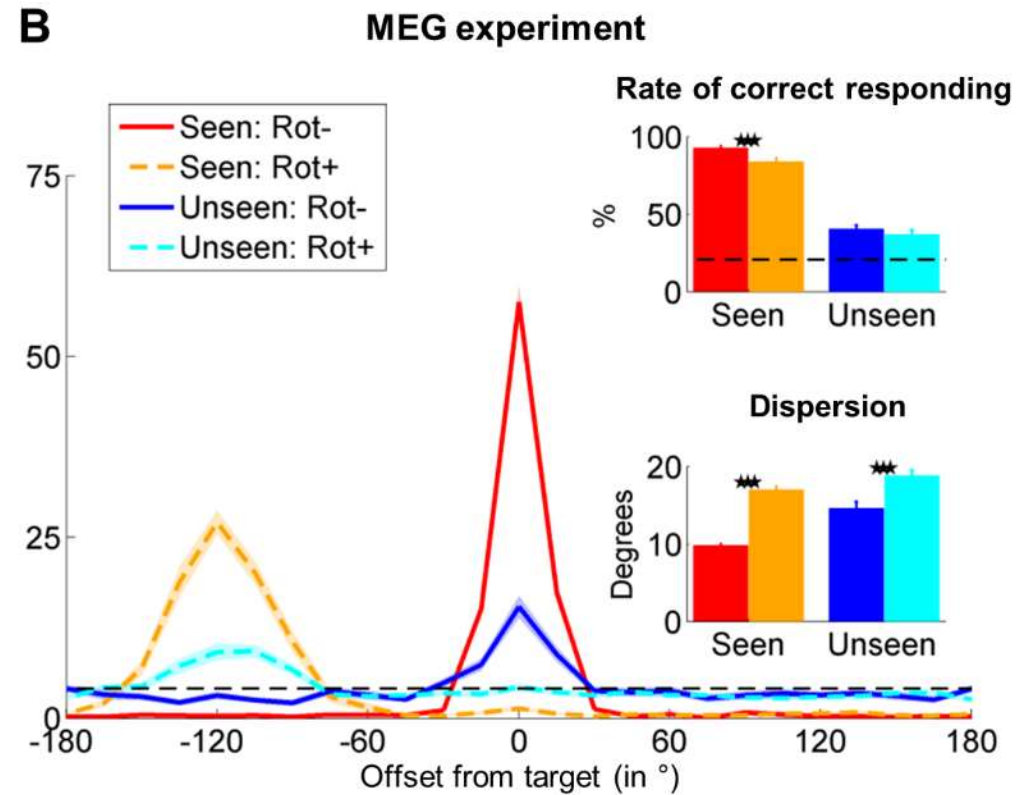 B
MEG experiment
Seen: Rot-
Seen: Rot+
Unseen: Rot-
Unseen: Rot+
75
50
25
0
-180 -120 -60 0 60 120 180
Offset from target (in °)
Rate of correct responding
100
50
0
%
Seen Unseen
Dispersion
20
10
0
Degrees
Seen Unseen